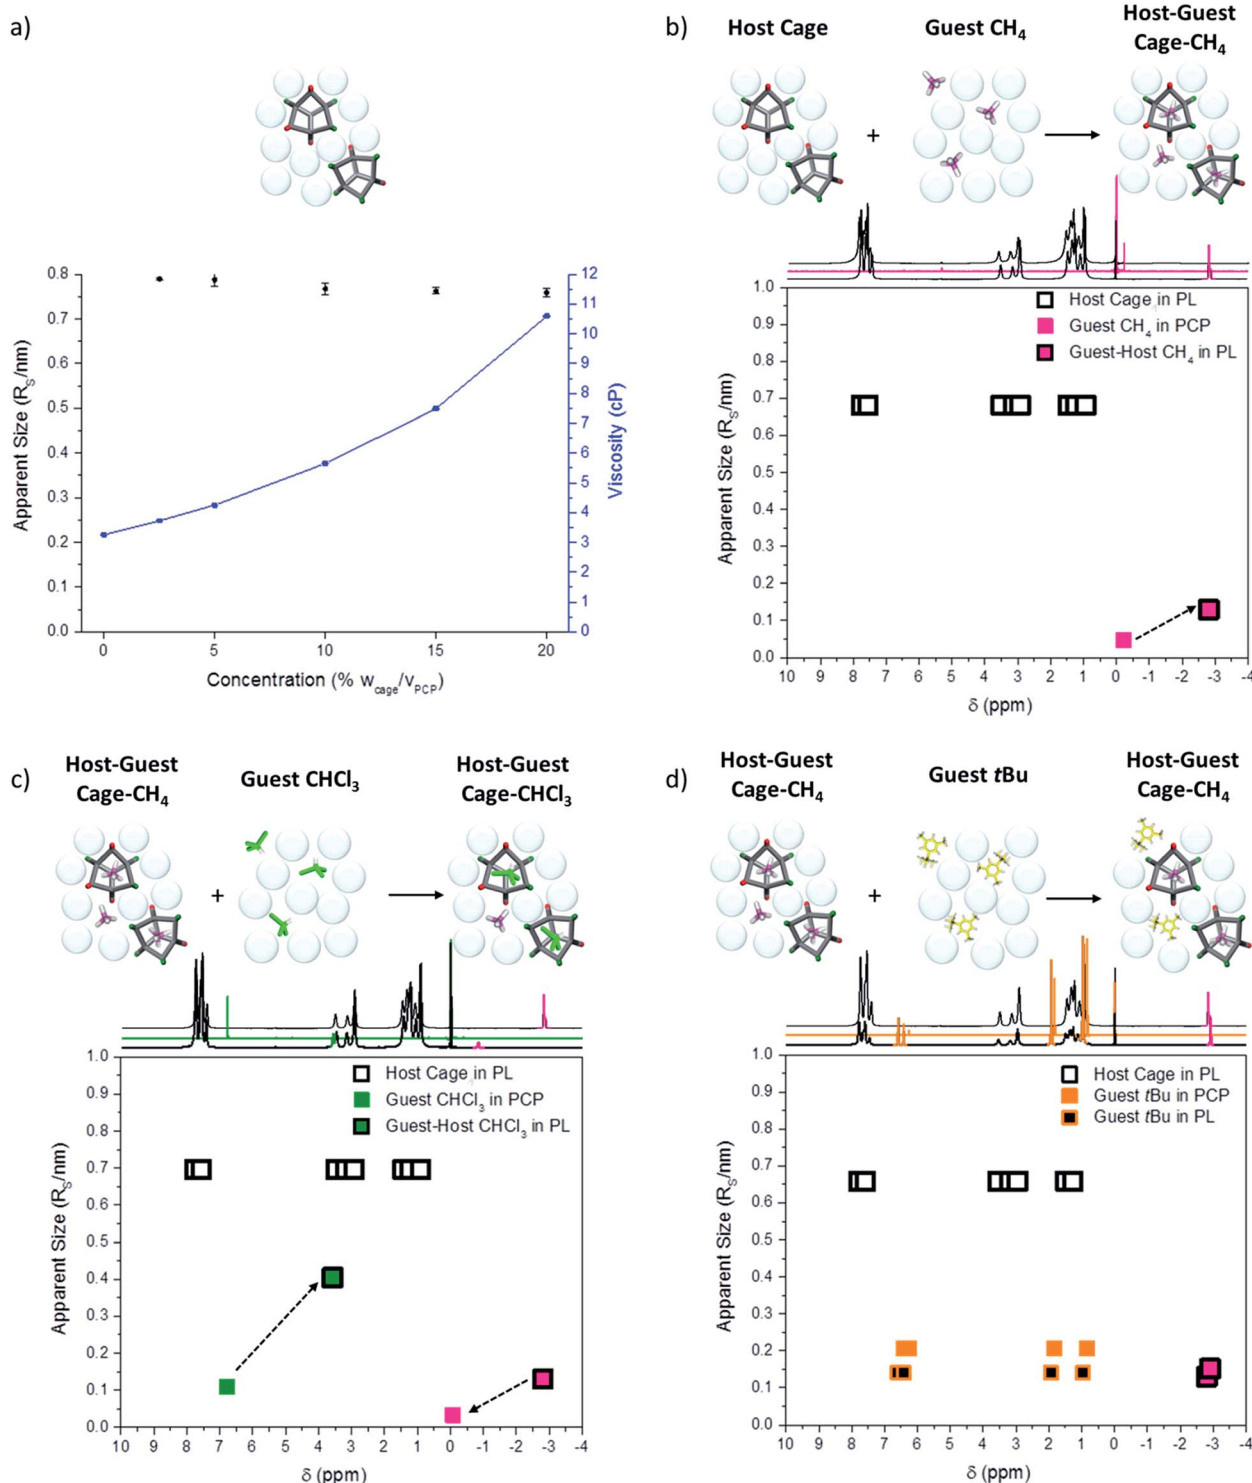 a)
0.8
0.7
0.6
0.5
0.4
0.3
0.2
0.1
0.0
Apparent Size (R_S/nm)
0 5 10 15 20
Concentration (% w_cage/v_PCP)
12
11
10
9
8
7
6
5
4
3
2
1
0
Viscosity (cP)
b)
Host Cage
Guest CH₄
Host-Guest
Cage-CH₄
+
Host Cage in PL
Guest CH₄ in PCP
Guest-Host CH₄ in PL
1.0
0.9
0.8
0.7
0.6
0.5
0.4
0.3
0.2
0.1
0.0
Apparent Size (R_S/nm)
10 9 8 7 6 5 4 3 2 1 0 -1 -2 -3 -4
δ (ppm)
c)
Host-Guest
Cage-CH₄
Guest CHCl₃
Host-Guest
Cage-CHCl₃
+
Host Cage in PL
Guest CHCl₃ in PCP
Guest-Host CHCl₃ in PL
1.0
0.9
0.8
0.7
0.6
0.5
0.4
0.3
0.2
0.1
0.0
Apparent Size (R_S/nm)
10 9 8 7 6 5 4 3 2 1 0 -1 -2 -3 -4
δ (ppm)
d)
Host-Guest
Cage-CH₄
Guest tBu
Host-Guest
Cage-CH₄
+
Host Cage in PL
Guest tBu in PCP
Guest tBu in PL
1.0
0.9
0.8
0.7
0.6
0.5
0.4
0.3
0.2
0.1
0.0
Apparent Size (R_S/nm)
10 9 8 7 6 5 4 3 2 1 0 -1 -2 -3 -4
δ (ppm)